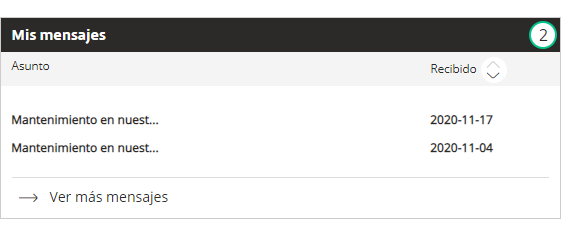 Mis mensajes 2
Asunto Recibido
Mantenimiento en nuest... 2020-11-17
Mantenimiento en nuest... 2020-11-04
Ver más mensajes